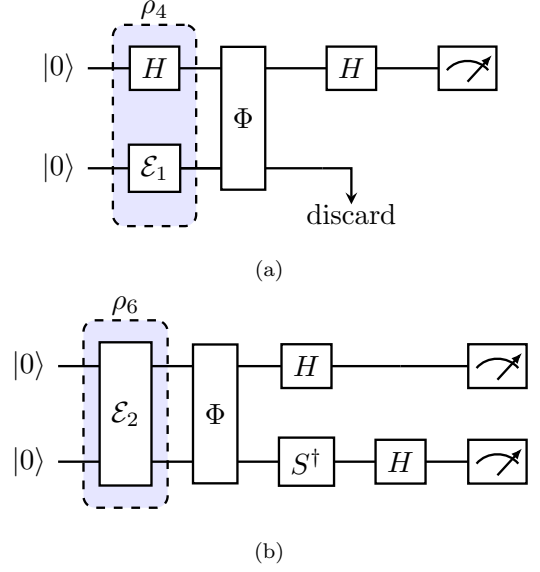 ρ₄
|0⟩ H H
Φ
|0⟩ ℰ₁
discard
(a)
ρ₆
|0⟩ H
ℰ₂ Φ
|0⟩ S† H
(b)